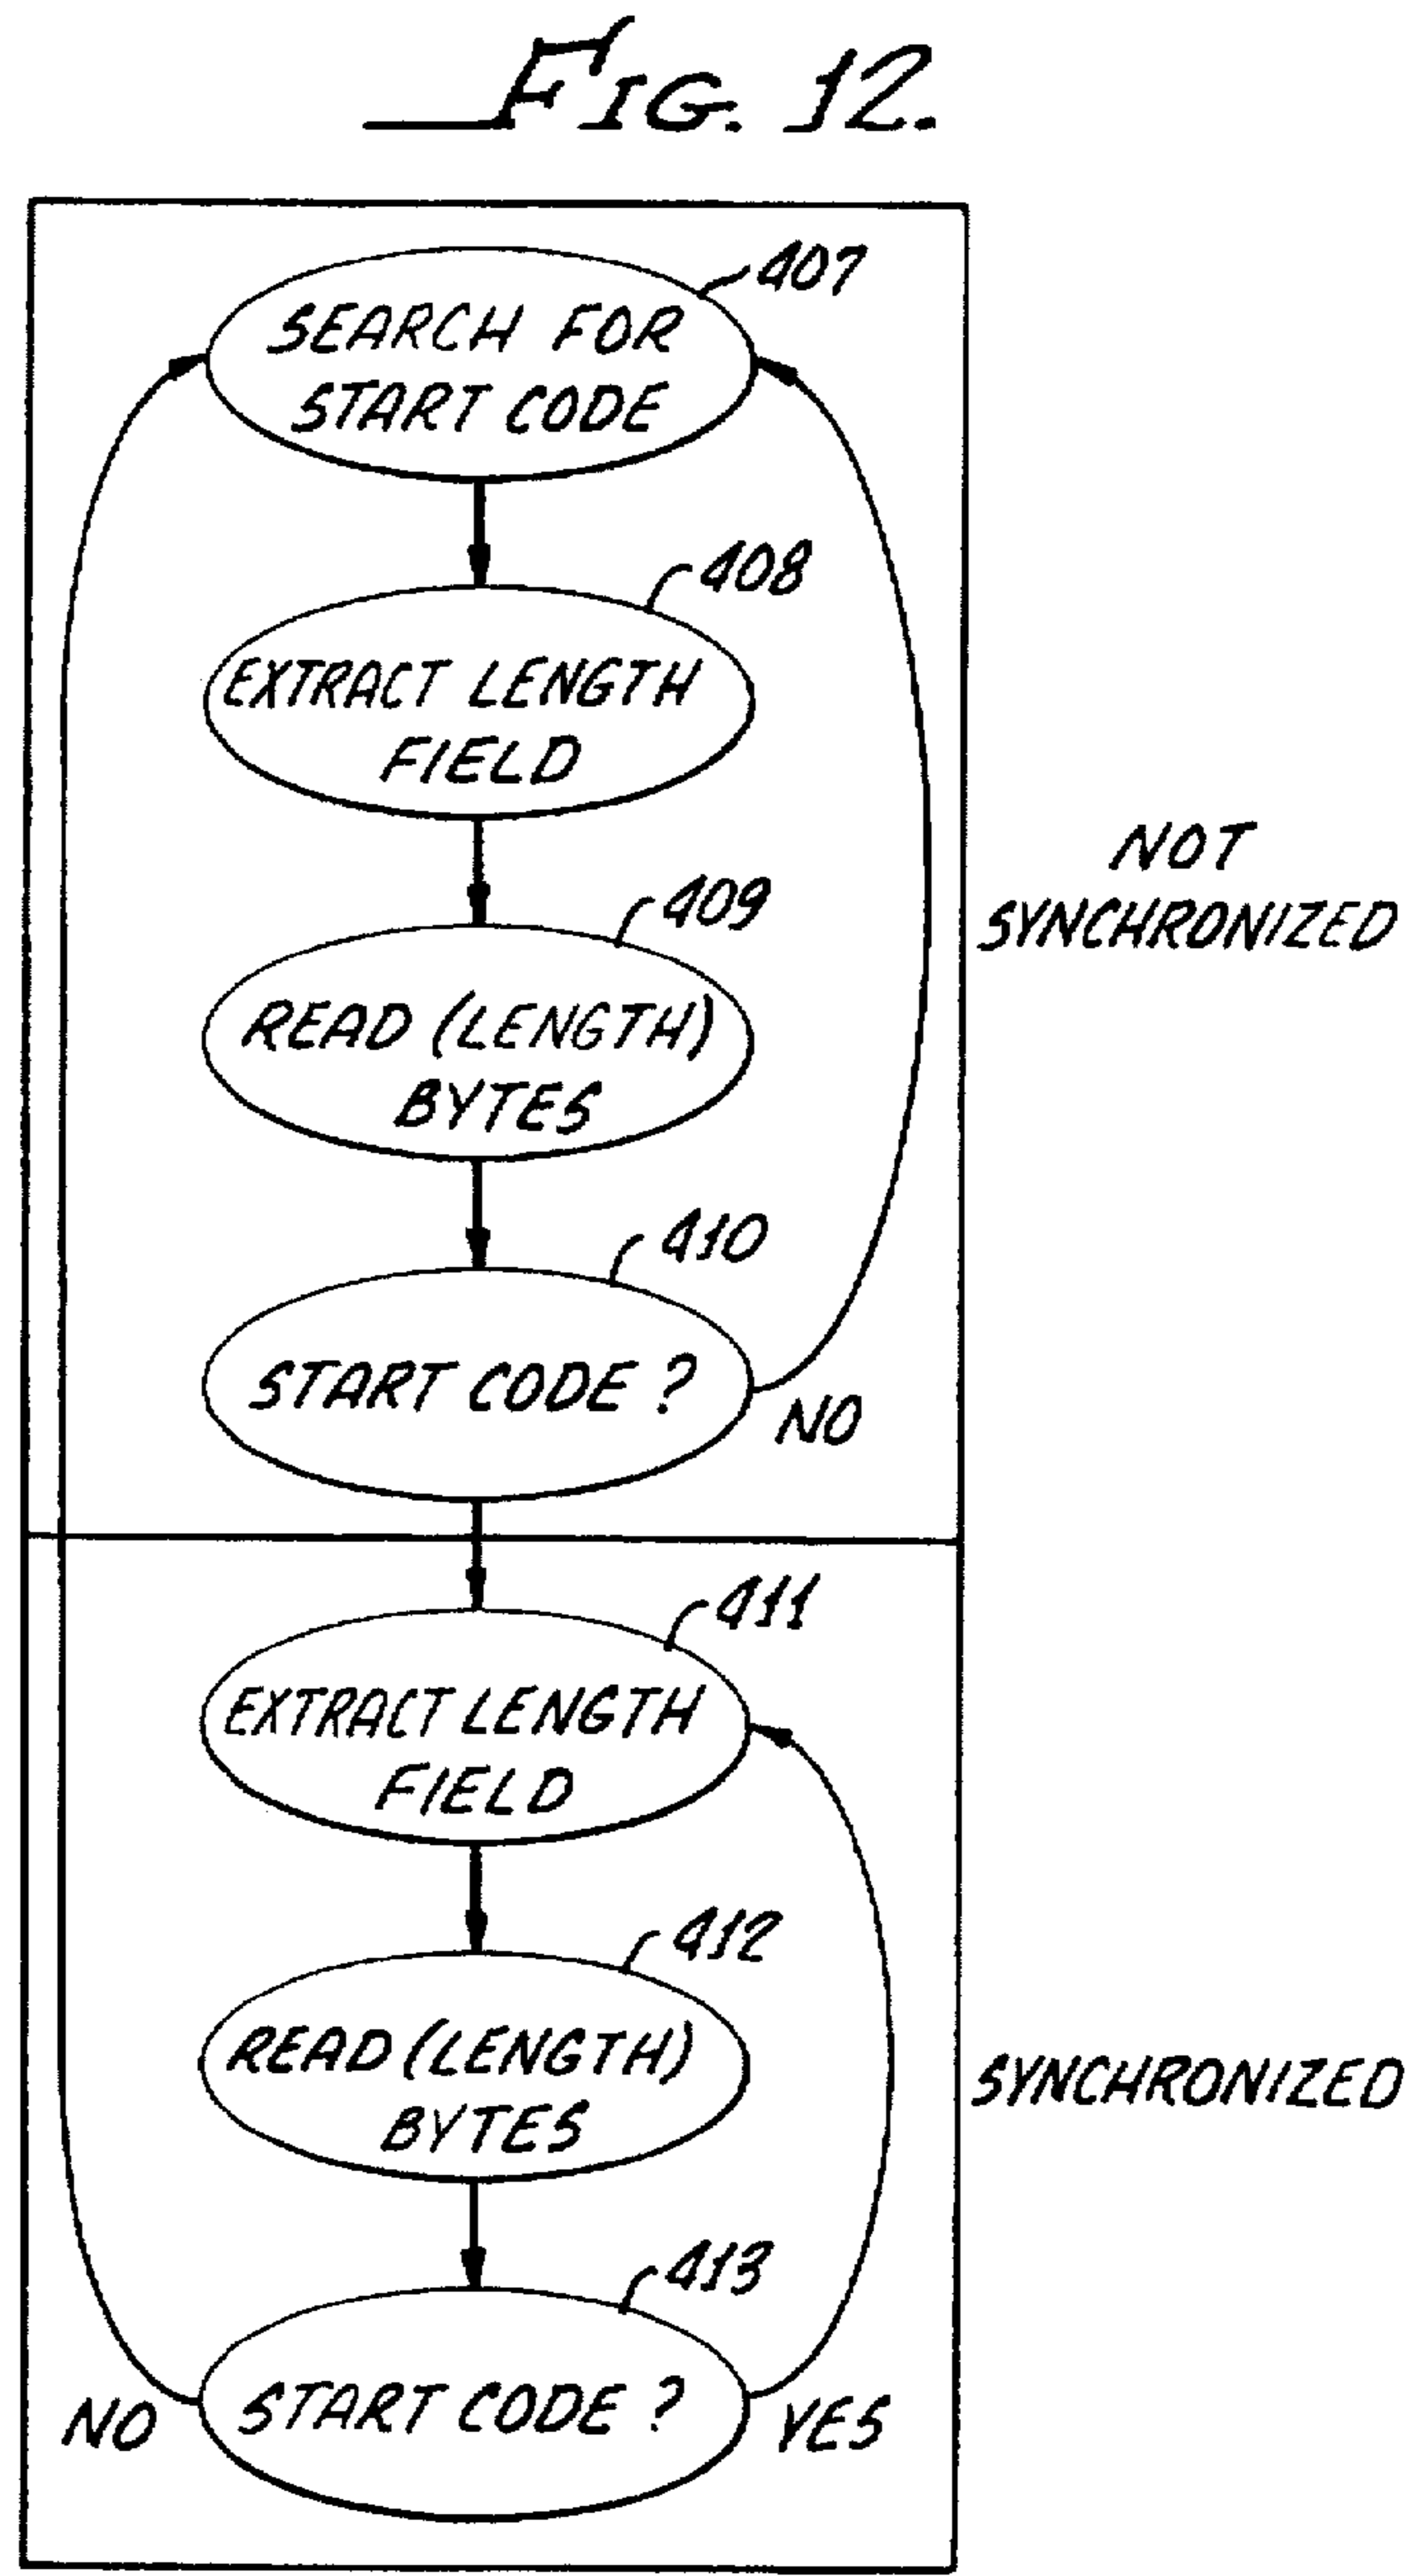 FIG. 12.
407
SEARCH FOR
START CODE
408
EXTRACT LENGTH
FIELD
NOT
SYNCHRONIZED
409
READ (LENGTH)
BYTES
410
START CODE ?
NO
411
EXTRACT LENGTH
FIELD
412
READ (LENGTH)
BYTES
SYNCHRONIZED
413
START CODE ?
NO
YES